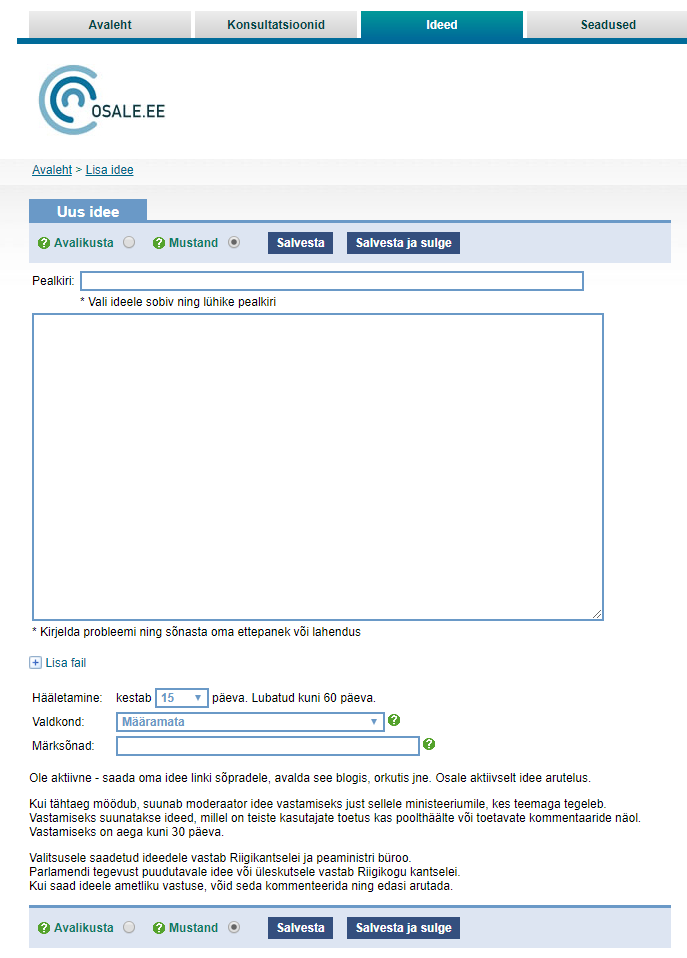 Avaleht Konsultatsioonid Ideed Seadused
OSALE.EE
Avaleht > Lisa idee
Uus idee
? Avalikusta ? Mustand Salvesta Salvesta ja sulge
Pealkiri:
* Vali ideele sobiv ning lühike pealkiri
* Kirjelda probleemi ning sõnasta oma ettepanek või lahendus
+ Lisa fail
Hääletamine: kestab 15 päeva. Lubatud kuni 60 päeva.
Valdkond: Määramata ?
Märksõnad: ?
Ole aktiivne - saada oma idee linki sõpradele, avalda see blogis, orkutis jne. Osale aktiivselt idee arutelus.
Kui tähtaeg möödub, suunab moderaator idee vastamiseks just sellele ministeeriumile, kes teemaga tegeleb.
Vastamiseks suunatakse ideed, millel on teiste kasutajate toetus kas poolthäälte või toetavate kommentaaride näol.
Vastamiseks on aega kuni 30 päeva.
Valitsusele saadetud ideedele vastab Riigikantselei ja peaministri büroo.
Parlamendi tegevust puudutavale idee või üleskutsele vastab Riigikogu kantselei.
Kui saad ideele ametliku vastuse, võid seda kommenteerida ning edasi arutada.
? Avalikusta ? Mustand Salvesta Salvesta ja sulge